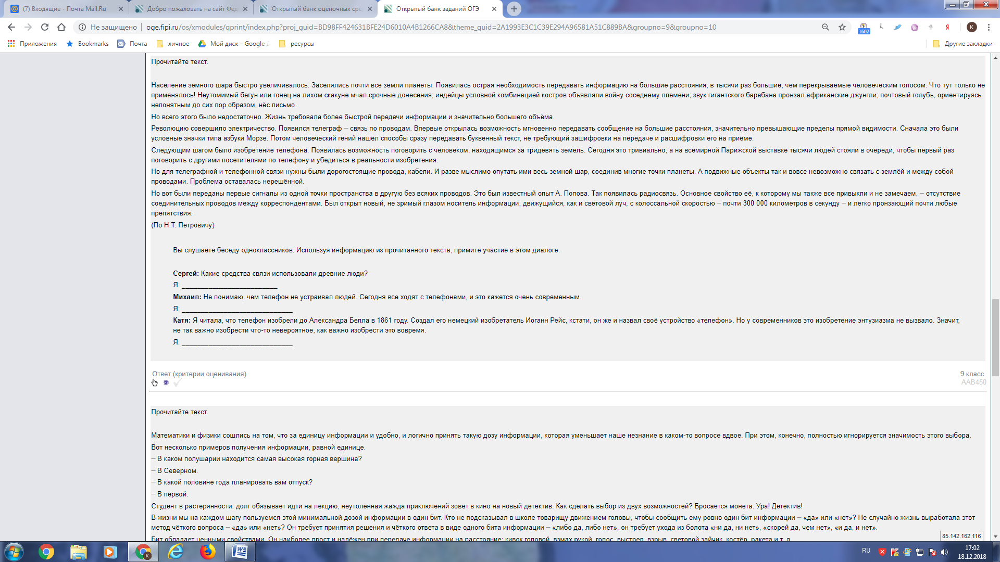 (7) Входящие - Почта Mail.Ru
Добро пожаловать на сайт Фед
Открытый банк оценочных сре
Открытый банк заданий ОГЭ
Не защищено
oge.fipi.ru/os/xmodules/qprint/index.php?proj_guid=BD98FF424631BFE24D6010A4B1266CA8&theme_guid=2A1993E3C1C39E294A96581A51C889BA&groupno=9&groupno=10
1602
Я
K
Приложения
Bookmarks
Почта
личное
Мой диск – Google
ресурсы
Другие закладки
Прочитайте текст.
Население земного шара быстро увеличивалось. Заселялись почти все земли планеты. Появилась острая необходимость передавать информацию на большие расстояния, в тысячи раз большие, чем перекрываемые человеческим голосом. Что тут только не
применялось! Неутомимый бегун или гонец на лихом скакуне мчал срочные донесения; индейцы условной комбинацией костров объявляли войну соседнему племени; звук гигантского барабана пронзал африканские джунгли; почтовый голубь, ориентируясь
непонятным до сих пор образом, нёс письмо.
Но всего этого было недостаточно. Жизнь требовала более быстрой передачи информации и значительно большего объёма.
Революцию совершило электричество. Появился телеграф – связь по проводам. Впервые открылась возможность мгновенно передавать сообщение на большие расстояния, значительно превышающие пределы прямой видимости. Сначала это были
условные значки типа азбуки Морзе. Потом человеческий гений нашёл способы сразу передавать буквенный текст, не требующий зашифровки на передаче и расшифровки его на приёме.
Следующим шагом было изобретение телефона. Появилась возможность поговорить с человеком, находящимся за тридевять земель. Сегодня это тривиально, а на всемирной Парижской выставке тысячи людей стояли в очереди, чтобы первый раз
поговорить с другими посетителями по телефону и убедиться в реальности изобретения.
Но для телеграфной и телефонной связи нужны были дорогостоящие провода, кабели. И разве мыслимо опутать ими весь земной шар, соединив многие точки планеты. А подвижные объекты так и вовсе невозможно связать с землёй и между собой
проводами. Проблема оставалась нерешённой.
Но вот были переданы первые сигналы из одной точки пространства в другую без всяких проводов. Это был известный опыт А. Попова. Так появилась радиосвязь. Основное свойство её, к которому мы также все привыкли и не замечаем, – отсутствие
соединительных проводов между корреспондентами. Был открыт новый, не зримый глазом носитель информации, движущийся, как и световой луч, с колоссальной скоростью – почти 300 000 километров в секунду – и легко пронзающий почти любые
препятствия.
(По Н.Т. Петровичу)
Вы слушаете беседу одноклассников. Используя информацию из прочитанного текста, примите участие в этом диалоге.
Сергей: Какие средства связи использовали древние люди?
Я: _________________________
Михаил: Не понимаю, чем телефон не устраивал людей. Сегодня все ходят с телефонами, и это кажется очень современным.
Я: _____________________________
Катя: Я читала, что телефон изобрели до Александра Белла в 1861 году. Создал его немецкий изобретатель Иоганн Рейс, кстати, он же и назвал своё устройство «телефон». Но у современников это изобретение энтузиазма не вызвало. Значит,
не так важно изобрести что-то невероятное, как важно изобрести это вовремя.
Я: _____________________________
Ответ (критерии оценивания)
9 класс
AAB450
Прочитайте текст.
Математики и физики сошлись на том, что за единицу информации и удобно, и логично принять такую дозу информации, которая уменьшает наше незнание в каком-то вопросе вдвое. При этом, конечно, полностью игнорируется значимость этого выбора.
Вот несколько примеров получения информации, равной единице.
– В каком полушарии находится самая высокая горная вершина?
– В Северном.
– В какой половине года планировать вам отпуск?
– В первой.
Студент в растерянности: долг обязывает идти на лекцию, неутолённая жажда приключений зовёт в кино на новый детектив. Как сделать выбор из двух возможностей? Бросается монета. Ура! Детектив!
В жизни мы на каждом шагу пользуемся этой минимальной дозой информации в один бит. Кто не подсказывал в школе товарищу движением головы, чтобы сообщить ему ровно один бит информации – «да» или «нет»? Не случайно жизнь выработала этот
метод чёткого вопроса – «да» или «нет»? Он требует принятия решения и чёткого ответа в виде одного бита информации – «либо да, либо нет», он требует ухода из болота «ни да, ни нет», «скорей да, чем нет», «и да, и нет».
Бит обладает ценными свойствами. Он наиболее прост и надёжен при передаче информации на расстояние: кивок головой, взмах рукой, голос, выстрел, взрыв, световой зайчик, костёр, ракета и т. д.
85.142.162.116
RU
17:02
18.12.2018